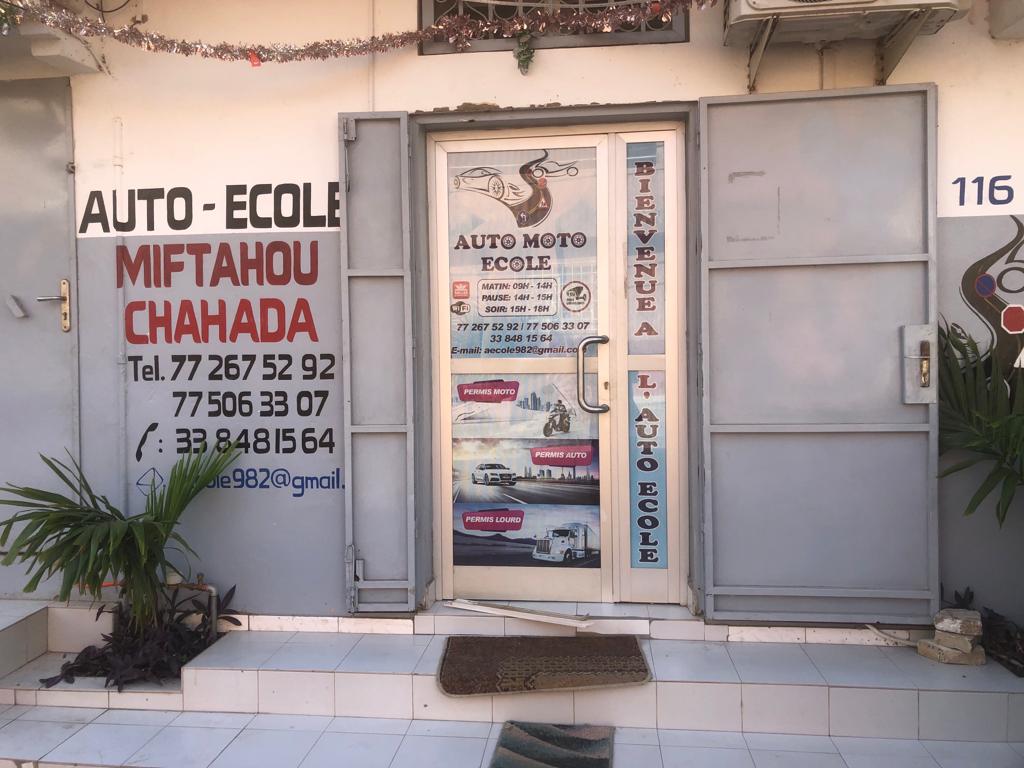 AUTO - ECOLE
MIFTAHOU
CHAHADA
Tel. 77 267 52 92
77 506 33 07
: 33 848 15 64
ole982@gmail.
AUTO MOTO
ECOLE
MATIN: 09H - 14H
PAUSE: 14H - 15H
SOIR: 15H - 18H
WiFi
77 267 52 92 / 77 506 33 07
33 848 15 64
E-mail: aecole982@gmail.com
PERMIS MOTO
PERMIS AUTO
PERMIS LOURD
BIENVENUE A
L'AUTO ECOLE
116